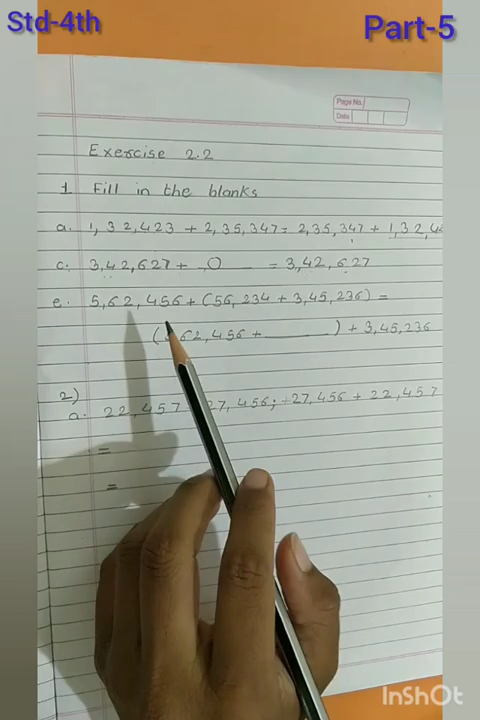 Std-4th
Part-5
Page No.
Date
Exercise 2.2
1 Fill in the blanks
a. 1,32,423 + 2,35,347 = 2,35,347 + 1,32,4
c. 3,42,627 + 0 = 3,42,627
e. 5,62,456 + (56,234 + 3,45,236) =
( 62,456 + ) + 3,45,236
2)
a. 22,457 27,456; 27,456 + 22,457
=
=
InShOt